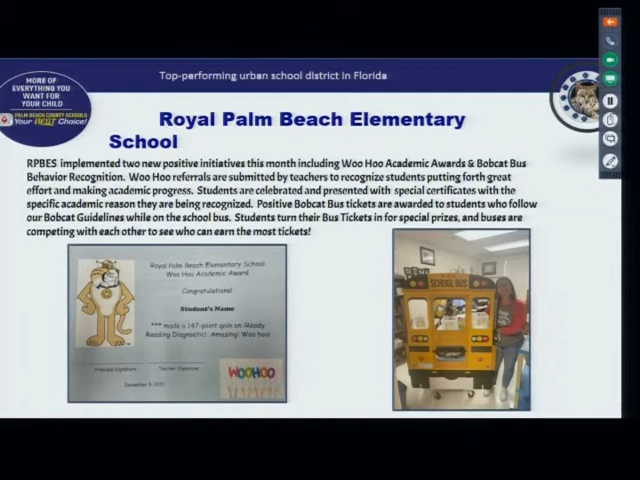 MORE OF
EVERYTHING YOU
WANT FOR
YOUR CHILD
PALM BEACH COUNTY SCHOOLS
Your BEST Choice!
Top-performing urban school district in Florida
Royal Palm Beach Elementary
School
RPBES implemented two new positive initiatives this month including Woo Hoo Academic Awards & Bobcat Bus
Behavior Recognition. Woo Hoo referrals are submitted by teachers to recognize students putting forth great
effort and making academic progress. Students are celebrated and presented with special certificates with the
specific academic reason they are being recognized. Positive Bobcat Bus tickets are awarded to students who follow
our Bobcat Guidelines while on the school bus. Students turn their Bus Tickets in for special prizes, and buses are
competing with each other to see who can earn the most tickets!
Royal Palm Beach Elementary School
Woo Hoo Academic Award
Congratulations!
Student's Name
*** made a 147-point gain on iReady
Reading Diagnostic! Amazing! Woo hoo!
Principal Signature Teacher Signature
December 9, 2021
WOOHOO
SCHOOL BUS